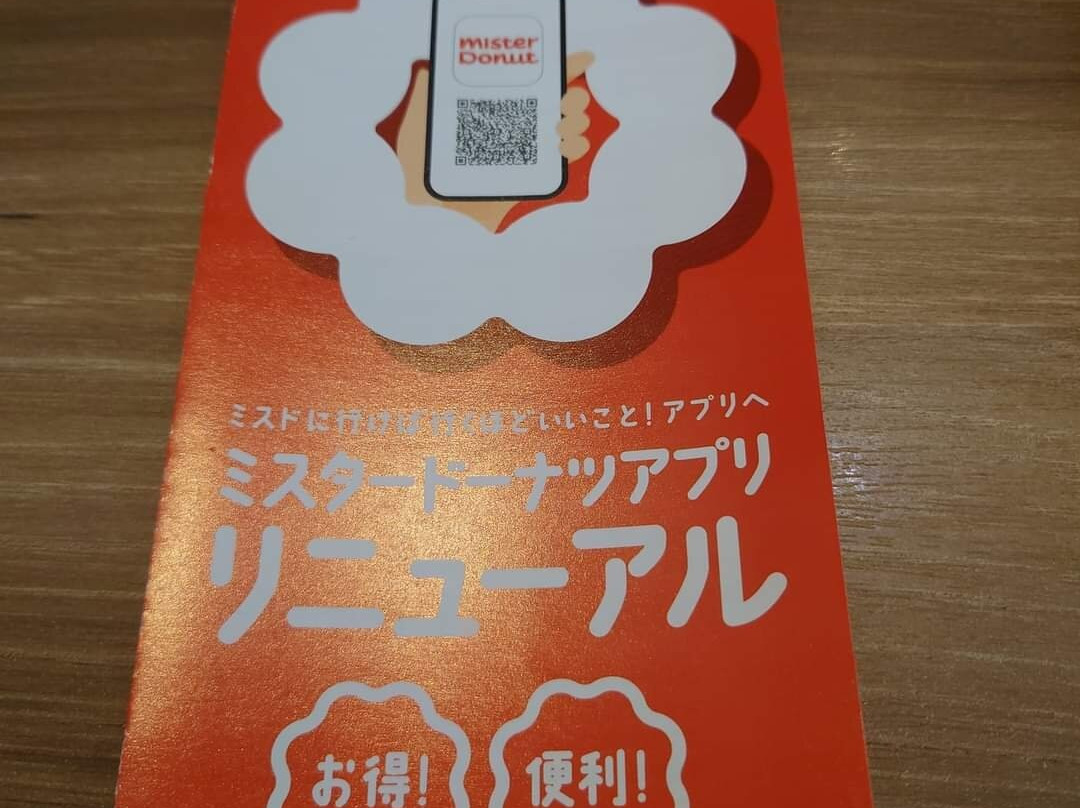 mister
Donut
ミスドに行けば行くほどいいこと!アプリへ
ミスタードーナツアプリ
リニューアル
お得!
便利!